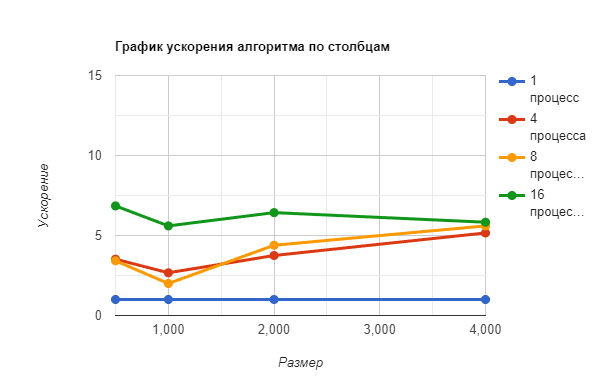 График ускорения алгоритма по столбцам
15
10
5
0
Ускорение
1,000
2,000
3,000
4,000
Размер
1
процесс
4
процесса
8
процес…
16
процес…